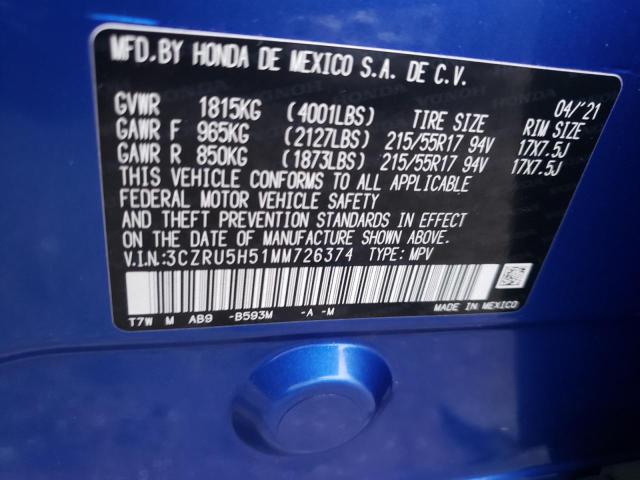 MFD.BY HONDA DE MEXICO S.A. DE C.V.
04/'21
GVWR 1815KG (4001LBS) TIRE SIZE RIM SIZE
GAWR F 965KG (2127LBS) 215/55R17 94V 17X7.5J
GAWR R 850KG (1873LBS) 215/55R17 94V 17X7.5J
THIS VEHICLE CONFORMS TO ALL APPLICABLE
FEDERAL MOTOR VEHICLE SAFETY
AND THEFT PREVENTION STANDARDS IN EFFECT ON
THE DATE OF MANUFACTURE SHOWN ABOVE.
V.I.N:3CZRU5H51MM726374 TYPE: MPV
T7W M AB9 -B593M -A -M
MADE IN MEXICO